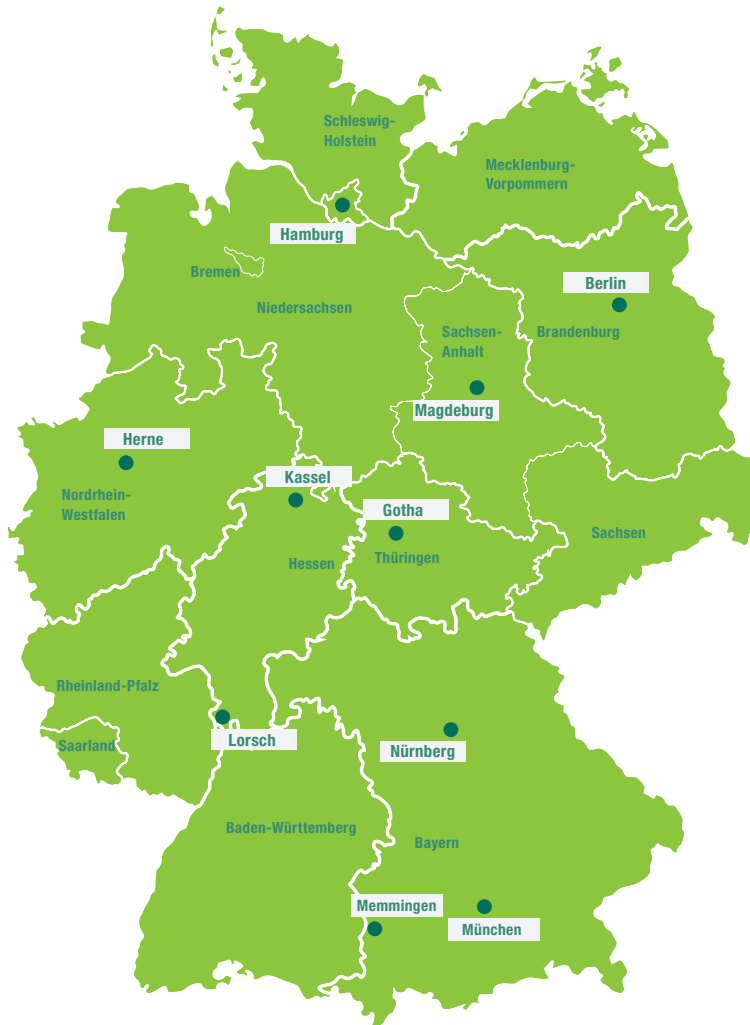 Schleswig-
Holstein
Mecklenburg-
Vorpommern
Hamburg
Bremen
Berlin
Niedersachsen
Sachsen-
Anhalt
Brandenburg
Magdeburg
Herne
Kassel
Nordrhein-
Westfalen
Gotha
Sachsen
Hessen
Thüringen
Rheinland-Pfalz
Lorsch
Saarland
Nürnberg
Baden-Württemberg
Bayern
Memmingen
München